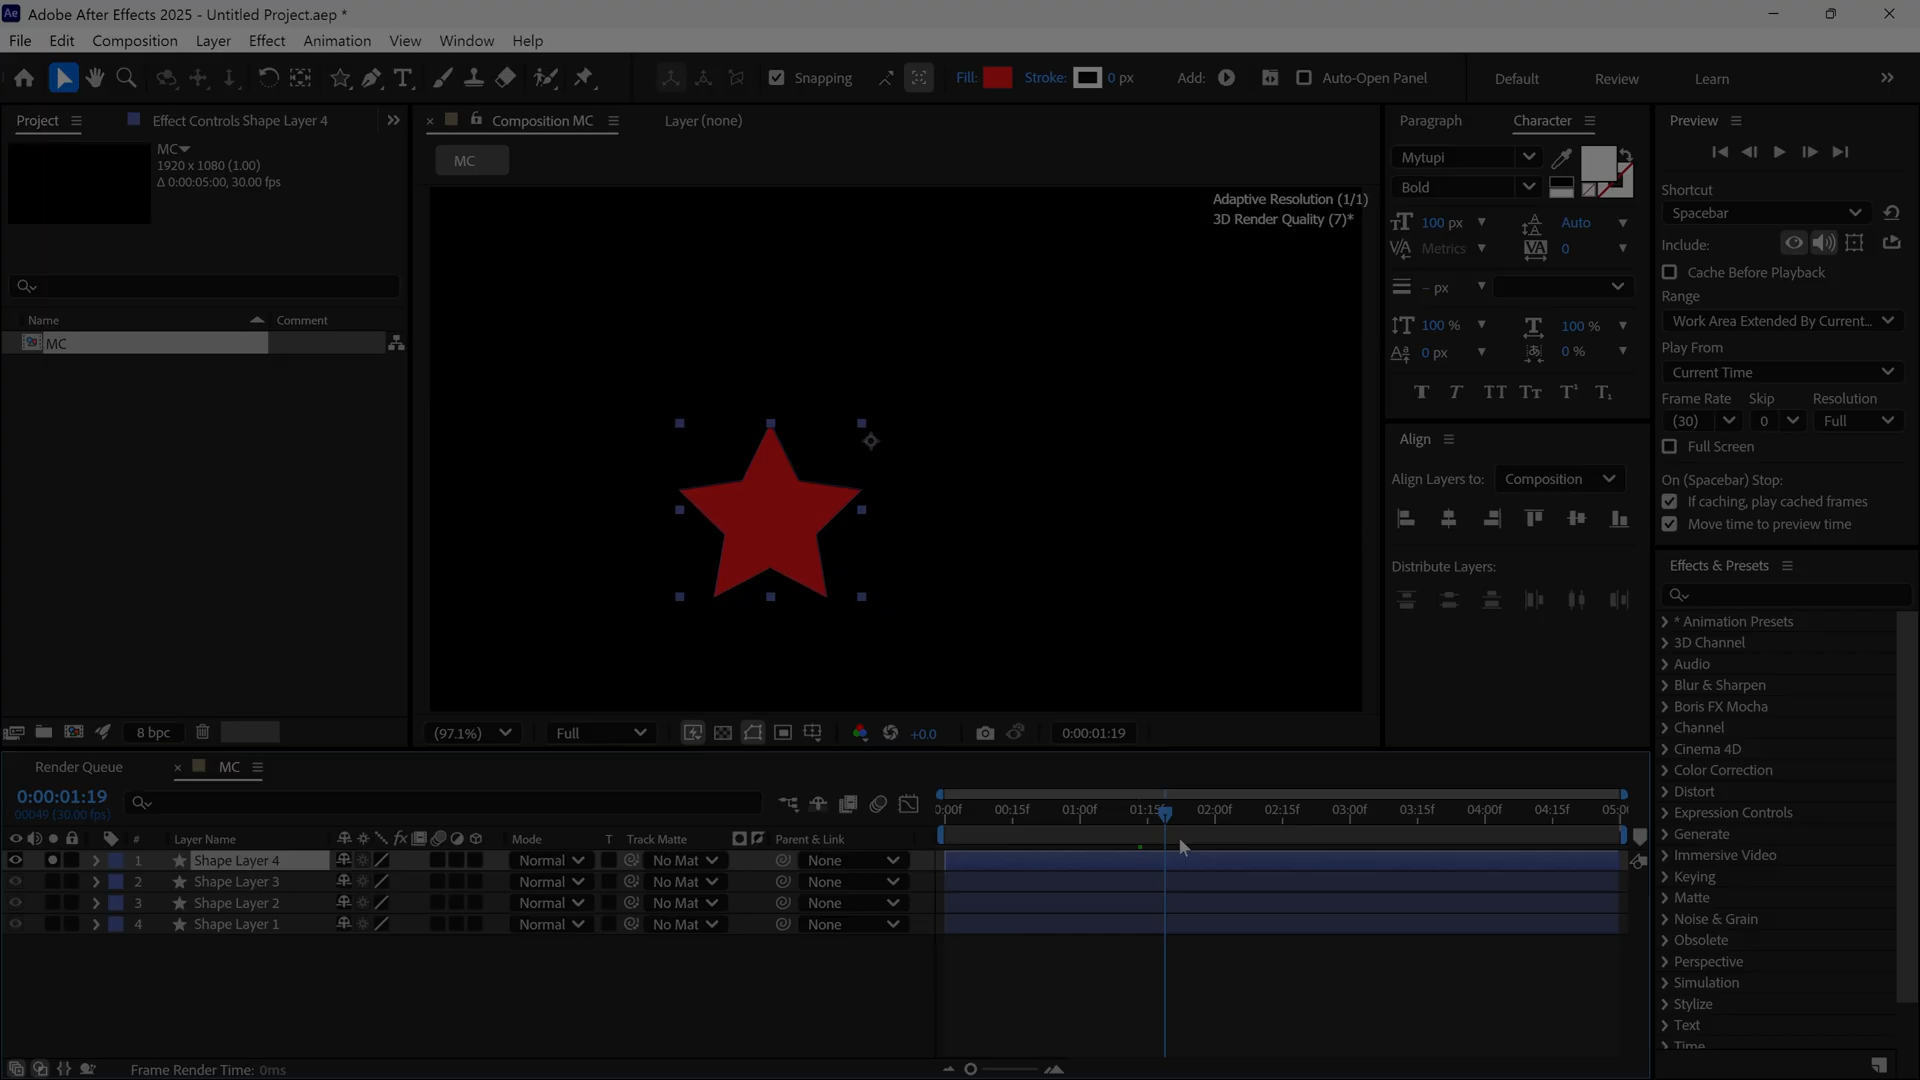 Ae Adobe After Effects 2025 - Untitled Project.aep *
File Edit Composition Layer Effect Animation View Window Help
Snapping Fill: Stroke: 0 px Add: Auto-Open Panel Default Review Learn
Project Effect Controls Shape Layer 4
Composition MC Layer (none)
MC
1920 x 1080 (1.00)
Δ 0:00:05:00, 30.00 fps
MC
Adaptive Resolution (1/1)
3D Render Quality (7)*
Name Comment
MC
8 bpc
(97.1%) Full +0.0 0:00:01:19
Paragraph Character
Mytupi
Bold
100 px Auto
Metrics 0
– px
100 % 100 %
0 px 0 %
T T TT Tт T¹ T₁
Align
Align Layers to: Composition
Distribute Layers:
Preview
Shortcut
Spacebar
Include:
Cache Before Playback
Range
Work Area Extended By Current...
Play From
Current Time
Frame Rate Skip Resolution
(30) 0 Full
Full Screen
On (Spacebar) Stop:
If caching, play cached frames
Move time to preview time
Effects & Presets
* Animation Presets
3D Channel
Audio
Blur & Sharpen
Boris FX Mocha
Channel
Cinema 4D
Color Correction
Distort
Expression Controls
Generate
Immersive Video
Keying
Matte
Noise & Grain
Obsolete
Perspective
Simulation
Stylize
Text
Time
Render Queue MC
0:00:01:19
00049 (30.00 fps)
0:00f 00:15f 01:00f 01:15f 02:00f 02:15f 03:00f 03:15f 04:00f 04:15f 05:00
# Layer Name Mode T Track Matte Parent & Link
1 Shape Layer 4 Normal No Mat None
2 Shape Layer 3 Normal No Mat None
3 Shape Layer 2 Normal No Mat None
4 Shape Layer 1 Normal No Mat None
Frame Render Time: 0ms